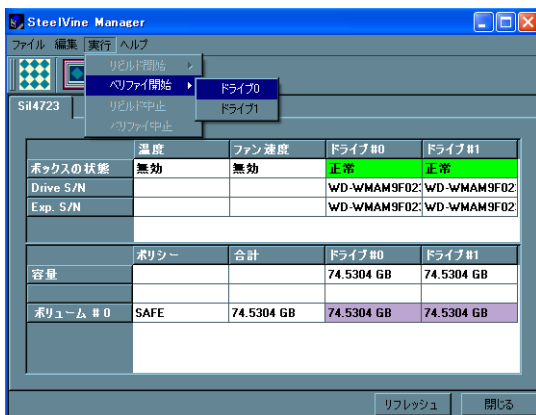 SteelVine Manager
ファイル 編集 実行 ヘルプ
リビルド開始
ベリファイ開始
リビルド中止
ベリファイ中止
ドライブ0
ドライブ1
SiI4723
温度 ファン速度 ドライブ#0 ドライブ#1
ボックスの状態 無効 無効 正常 正常
Drive S/N WD-WMAM9F02 WD-WMAM9F02
Exp. S/N WD-WMAM9F02 WD-WMAM9F02
ポリシー 合計 ドライブ#0 ドライブ#1
容量 74.5304 GB 74.5304 GB
ボリューム #0 SAFE 74.5304 GB 74.5304 GB 74.5304 GB
リフレッシュ 閉じる